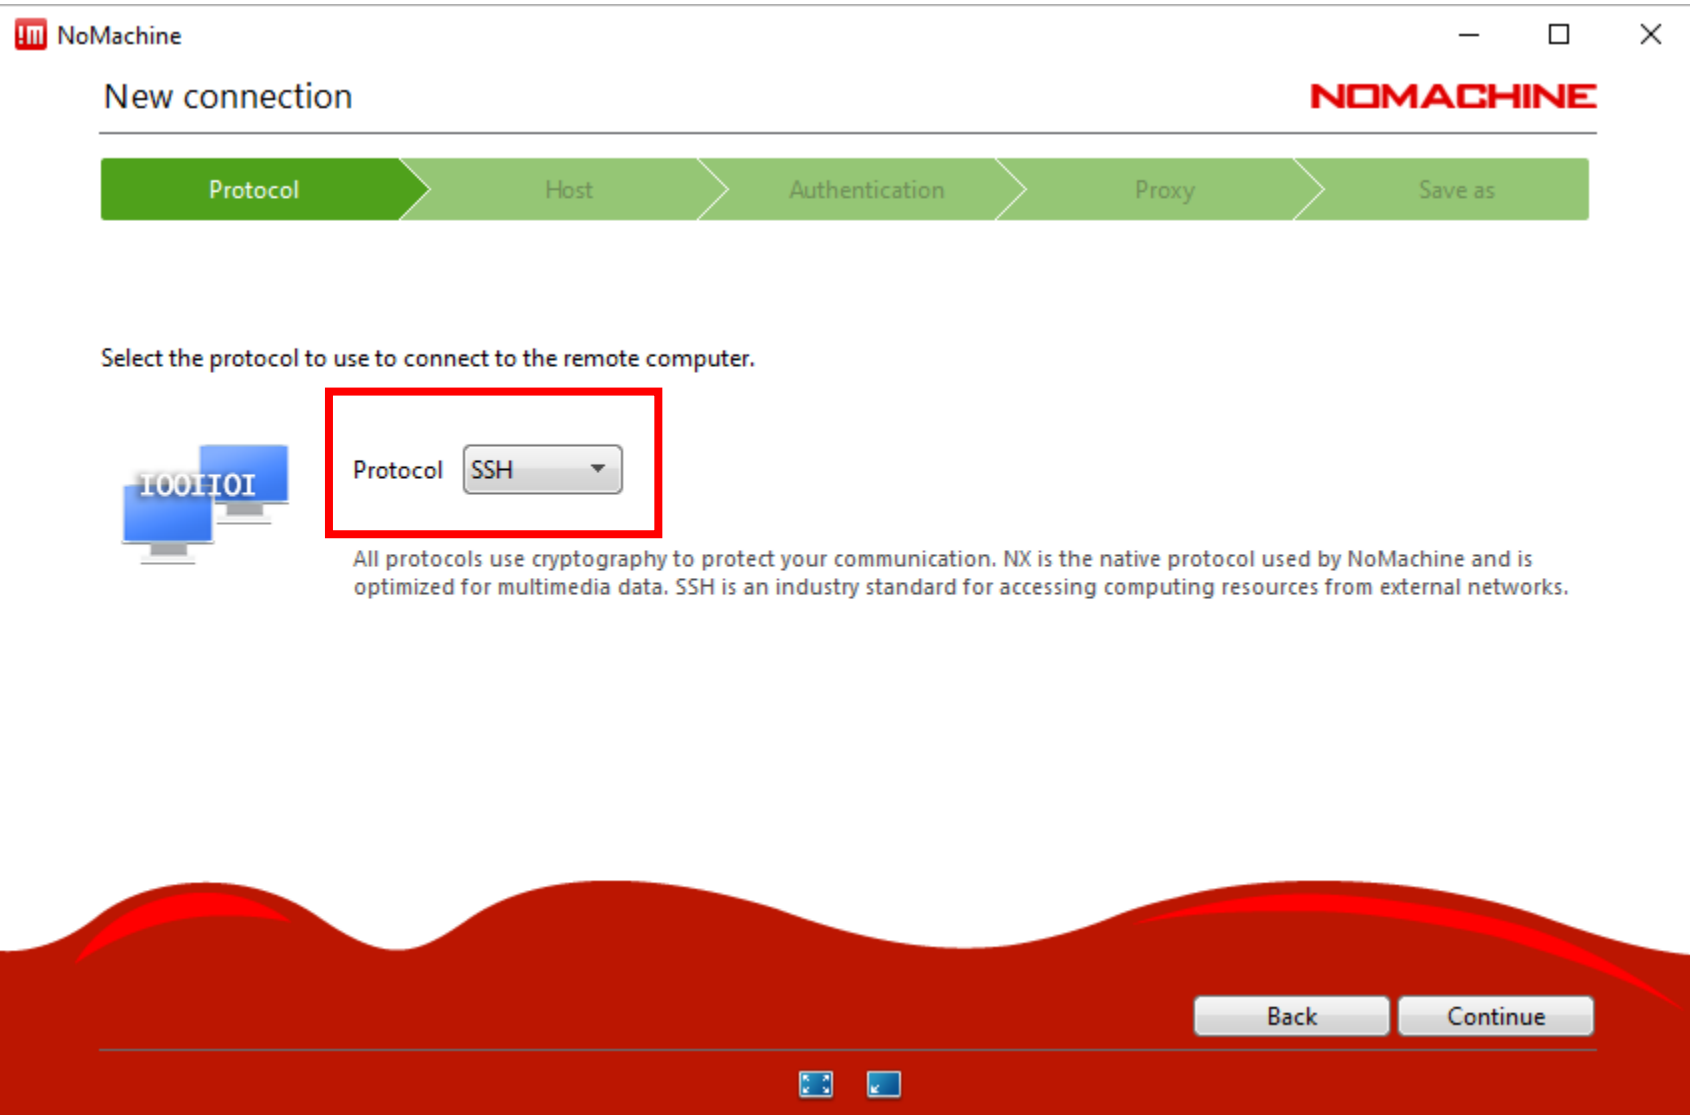 !m NoMachine
New connection
NOMACHINE
Protocol Host Authentication Proxy Save as
Select the protocol to use to connect to the remote computer.
IOOIIOI
Protocol SSH
All protocols use cryptography to protect your communication. NX is the native protocol used by NoMachine and is
optimized for multimedia data. SSH is an industry standard for accessing computing resources from external networks.
Back Continue